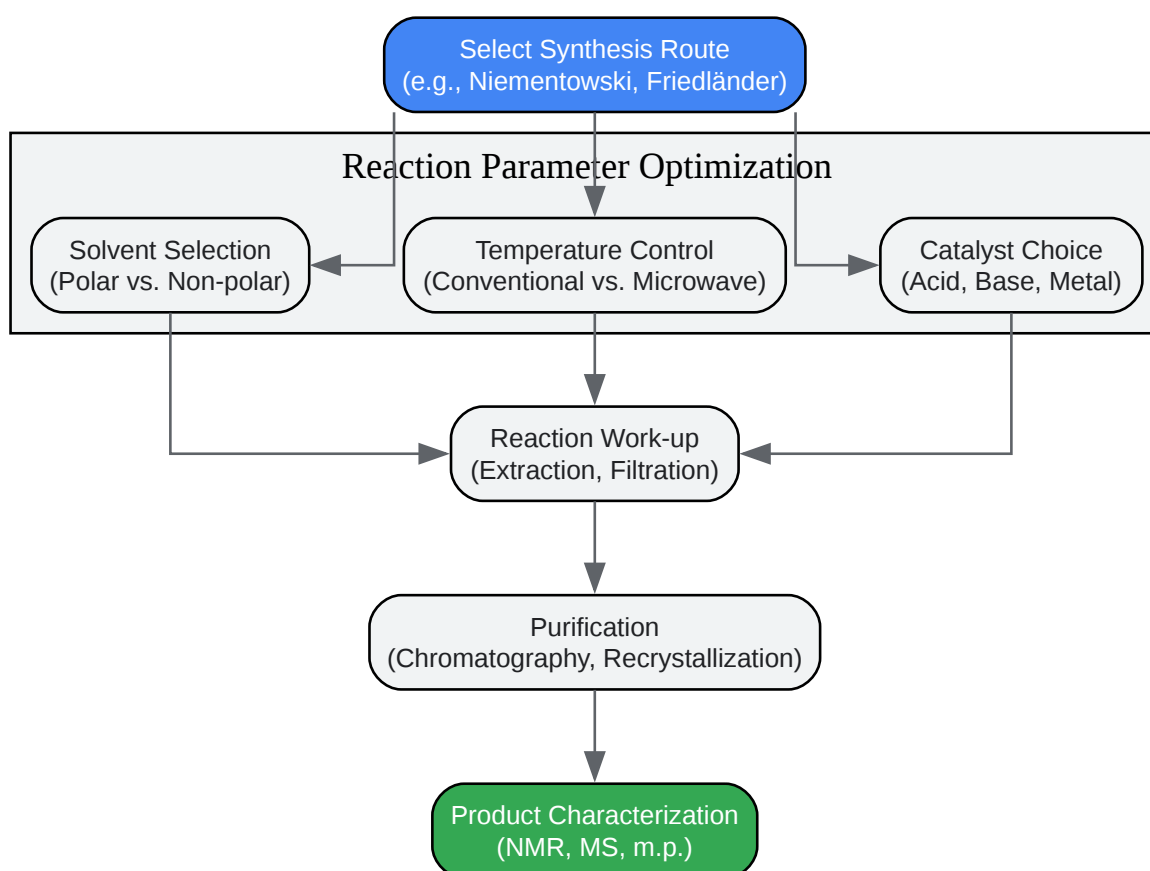 Select Synthesis Route
(e.g., Niementowski, Friedländer)
Reaction Parameter Optimization
Solvent Selection
(Polar vs. Non-polar)
Temperature Control
(Conventional vs. Microwave)
Catalyst Choice
(Acid, Base, Metal)
Reaction Work-up
(Extraction, Filtration)
Purification
(Chromatography, Recrystallization)
Product Characterization
(NMR, MS, m.p.)